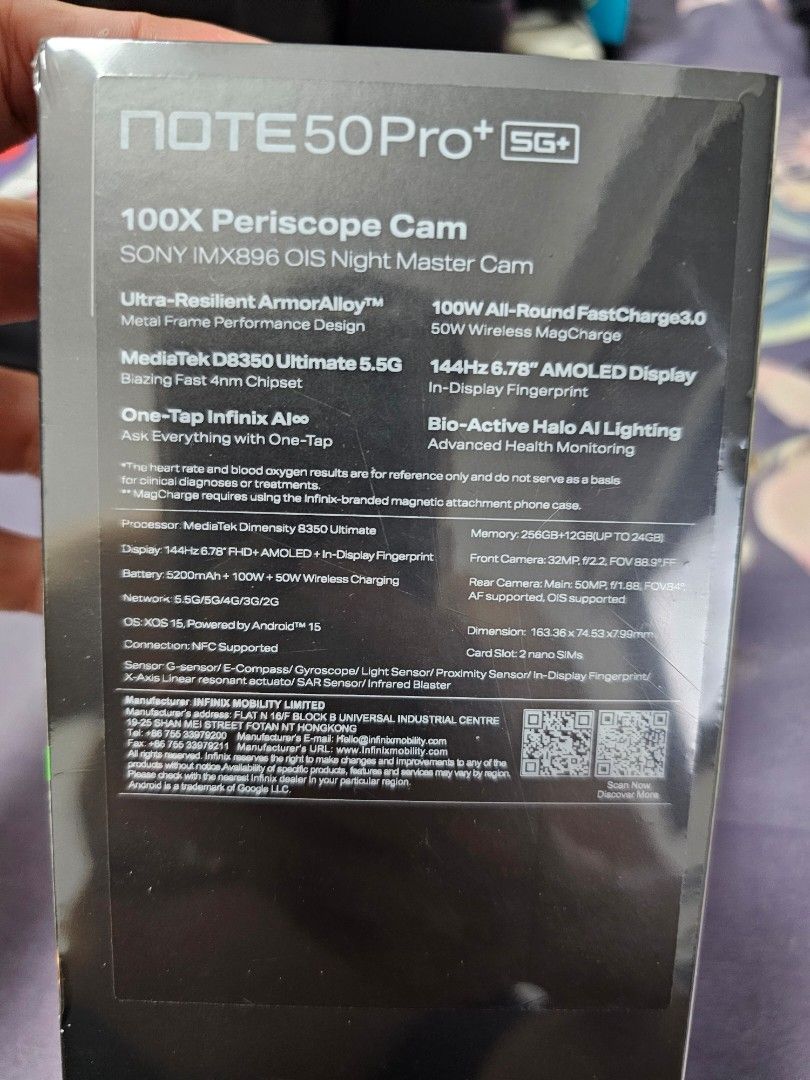 NOTE 50 Pro+ 5G+
100X Periscope Cam
SONY IMX896 OIS Night Master Cam
Ultra-Resilient ArmorAlloy™
Metal Frame Performance Design
100W All-Round FastCharge3.0
50W Wireless MagCharge
MediaTek D8350 Ultimate 5.5G
Blazing Fast 4nm Chipset
144Hz 6.78" AMOLED Display
In-Display Fingerprint
One-Tap Infinix AI∞
Ask Everything with One-Tap
Bio-Active Halo AI Lighting
Advanced Health Monitoring
*The heart rate and blood oxygen results are for reference only and do not serve as a basis
for clinical diagnoses or treatments.
** MagCharge requires using the Infinix-branded magnetic attachment phone case.
Processor: MediaTek Dimensity 8350 Ultimate
Display: 144Hz 6.78" FHD+ AMOLED + In-Display Fingerprint
Battery: 5200mAh + 100W + 50W Wireless Charging
Network: 5.5G/5G/4G/3G/2G
OS: XOS 15, Powered by Android™ 15
Connection: NFC Supported
Memory: 256GB+12GB(UP TO 24GB)
Front Camera: 32MP, f/2.2, FOV 88.9°,FF
Rear Camera: Main: 50MP, f/1.88, FOV84°,
AF supported, OIS supported
Dimension: 163.36 x 74.53 x7.99mm
Card Slot: 2 nano SIMs
Sensor: G-sensor/ E-Compass/ Gyroscope/ Light Sensor/ Proximity Sensor/ In-Display Fingerprint/
X-Axis Linear resonant actuato/ SAR Sensor/ Infrared Blaster
Manufacturer: INFINIX MOBILITY LIMITED
Manufacturer's address: FLAT N 16/F BLOCK B UNIVERSAL INDUSTRIAL CENTRE
19-25 SHAN MEI STREET FOTAN NT HONGKONG
Tel: +86 755 33979200 Manufacturer's E-mail: Hello@infinixmobility.com
Fax: +86 755 33979211 Manufacturer's URL: www.infinixmobility.com
All rights reserved. Infinix reserves the right to make changes and improvements to any of the
products without notice.Availability of specific products, features and services may vary by region.
Please check with the nearest Infinix dealer in your particular region.
Android is a trademark of Google LLC.
Scan Now
Discover More